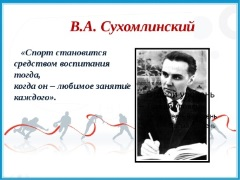 В.А. Сухомлинский
«Спорт становится
средством воспитания
тогда,
когда он – любимое занятие
каждого».